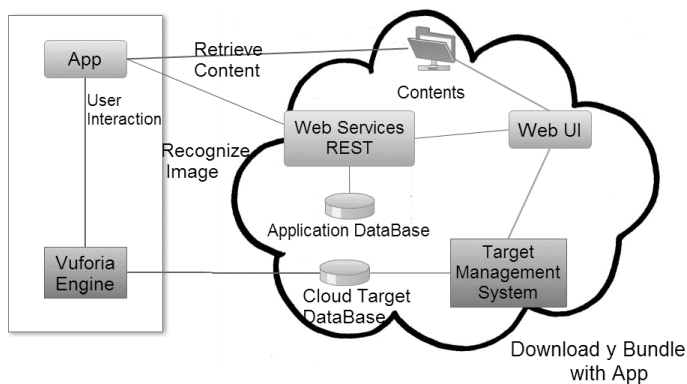 App
Retrieve
Content
Contents
User
Interaction
Web Services
REST
Web UI
Recognize
Image
Application DataBase
Vuforia
Engine
Target
Management
System
Cloud Target
DataBase
Download y Bundle
with App